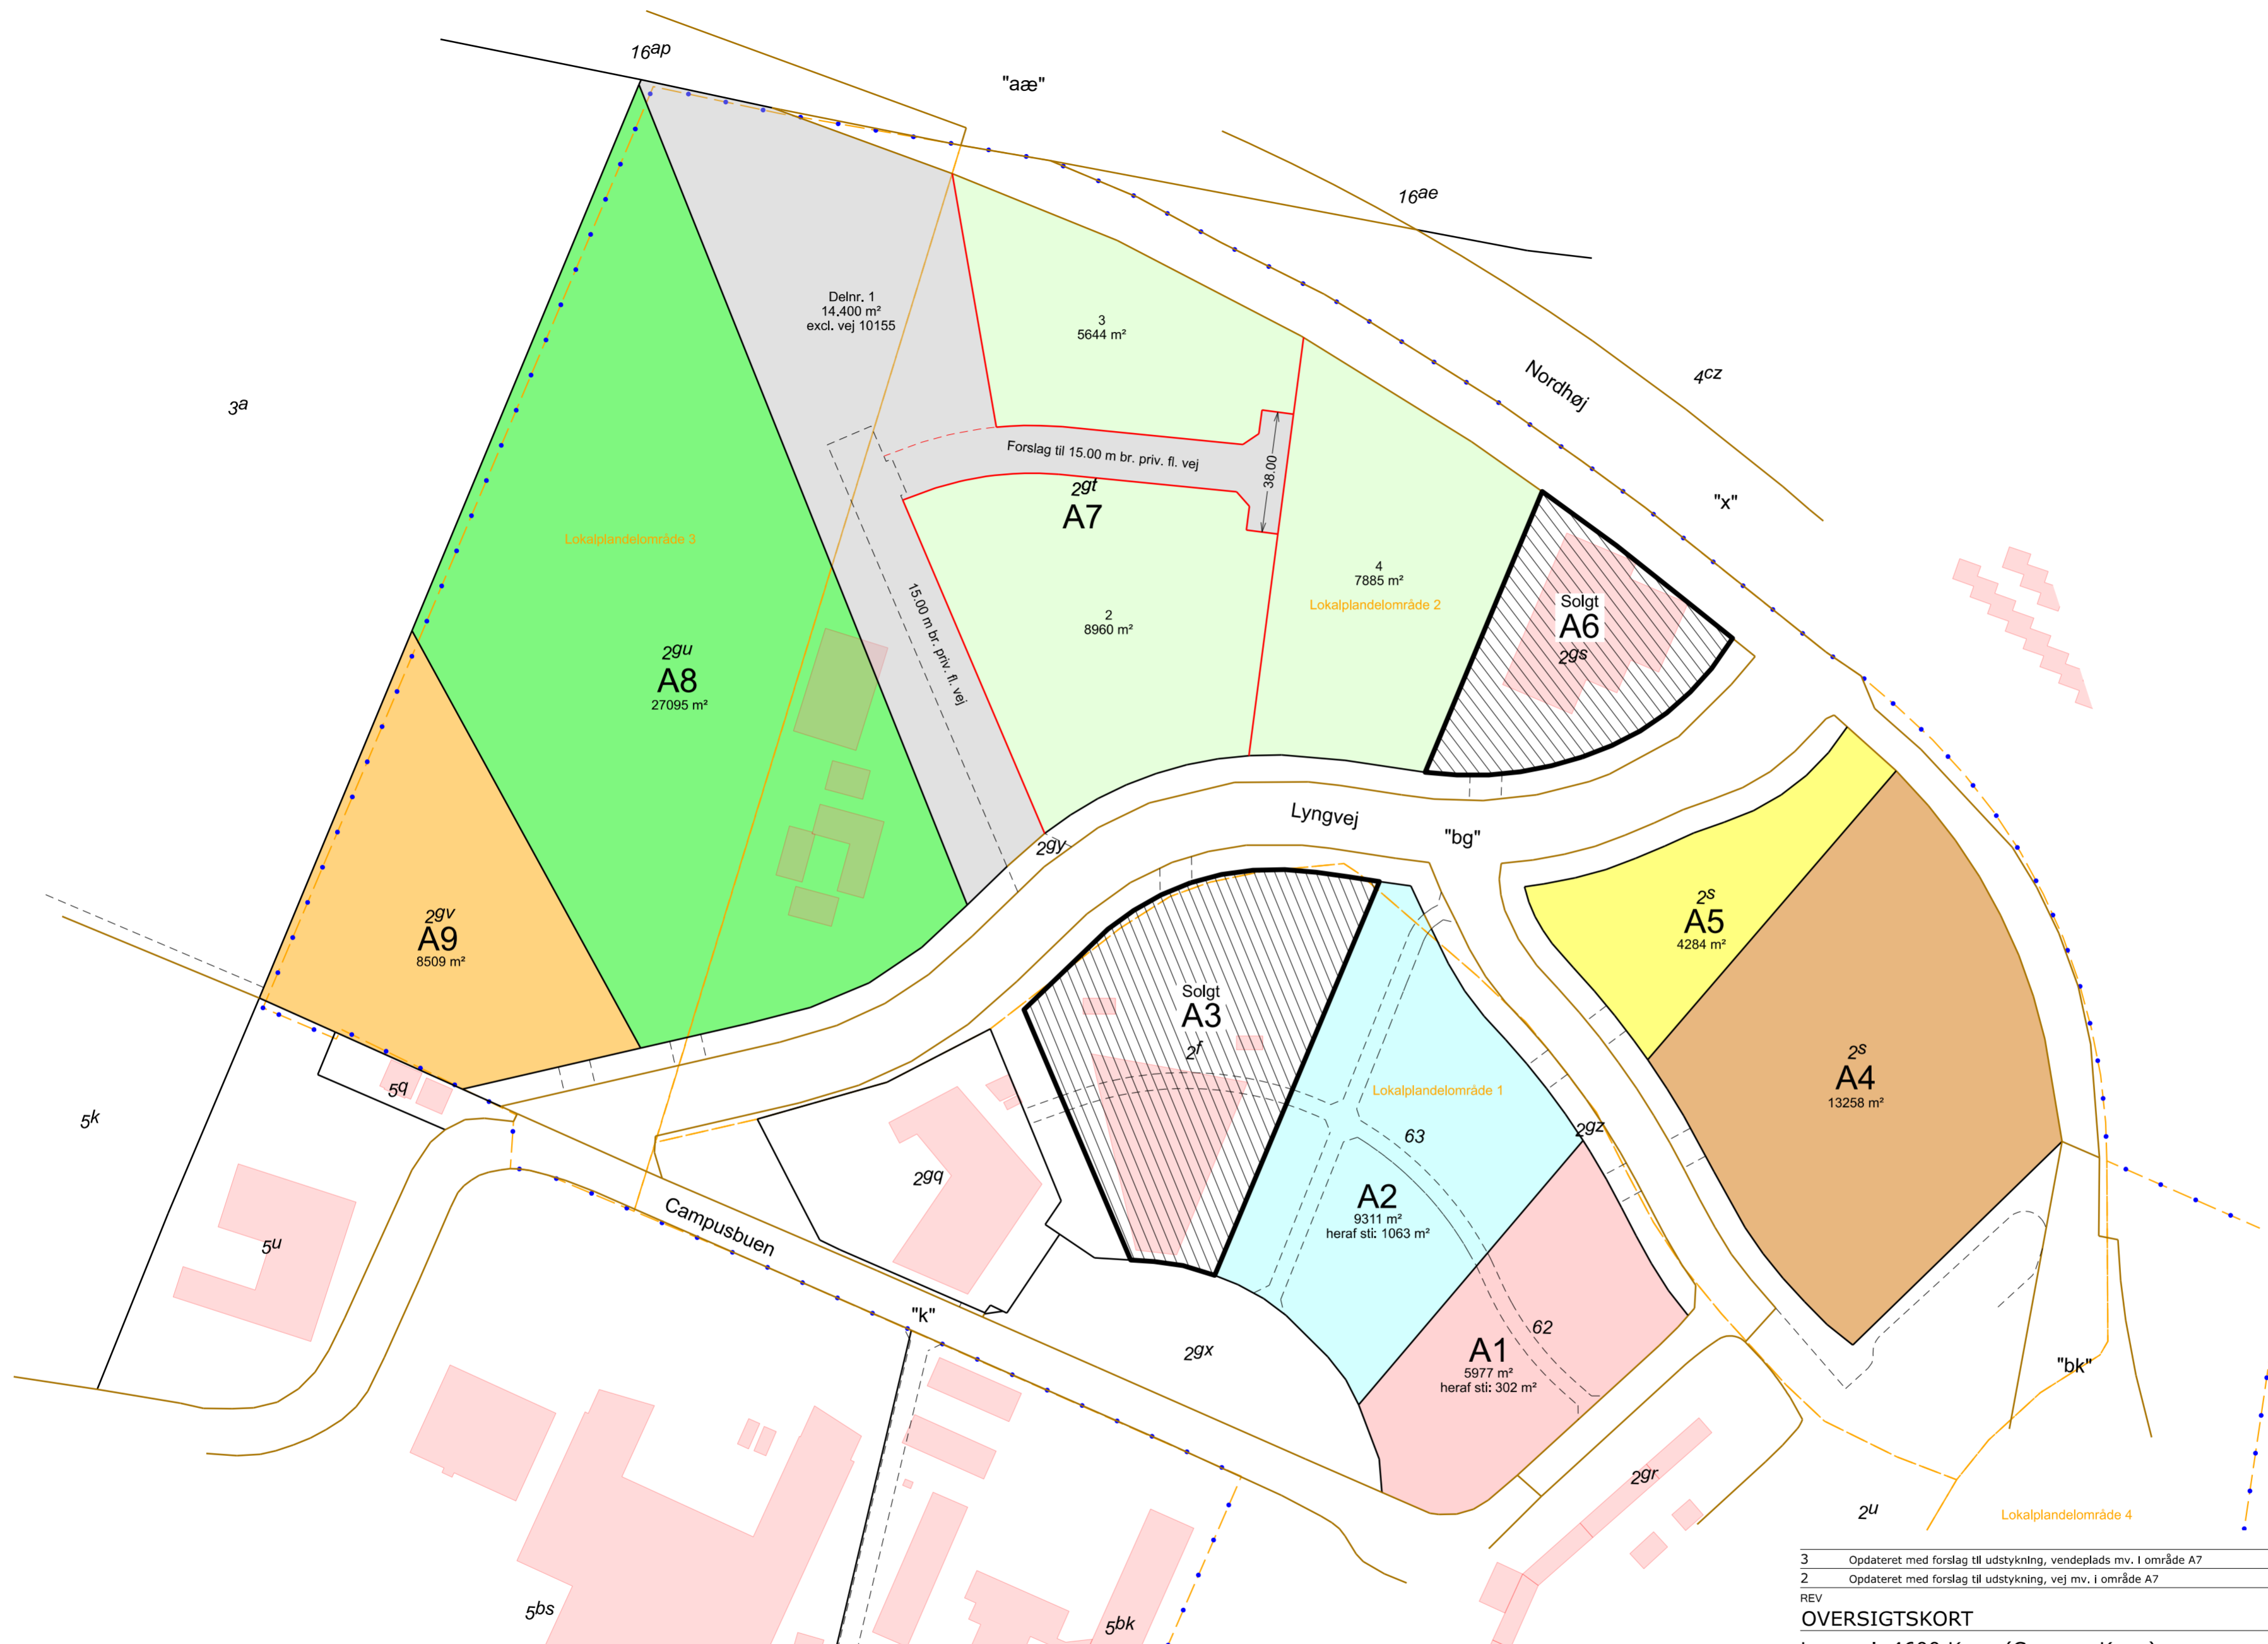 16ap
"aæ"
16ae
Delnr. 1
14.400 m²
excl. vej 10155
3
5644 m²
Nordhøj
4cz
3a
Forslag til 15.00 m br. priv. fl. vej
38.00
"x"
2gt
A7
Lokalplandelområde 3
4
7885 m²
Lokalplandelområde 2
Solgt
A6
2gs
2
8960 m²
15.00 m br. priv. fl. vej
2gu
A8
27095 m²
Lyngvej
"bg"
2gy
2gv
A9
8509 m²
2s
A5
4284 m²
Solgt
A3
2f
2s
A4
13258 m²
5q
5k
Lokalplandelområde 1
63
2gz
2gq
A2
9311 m²
heraf sti: 1063 m²
Campusbuen
5u
"k"
62
2gx
A1
5977 m²
heraf sti: 302 m²
"bk"
2gr
2u
Lokalplandelområde 4
5bs
5bk
3 Opdateret med forslag til udstykning, vendeplads mv. i område A7
2 Opdateret med forslag til udstykning, vej mv. i område A7
REV
OVERSIGTSKORT